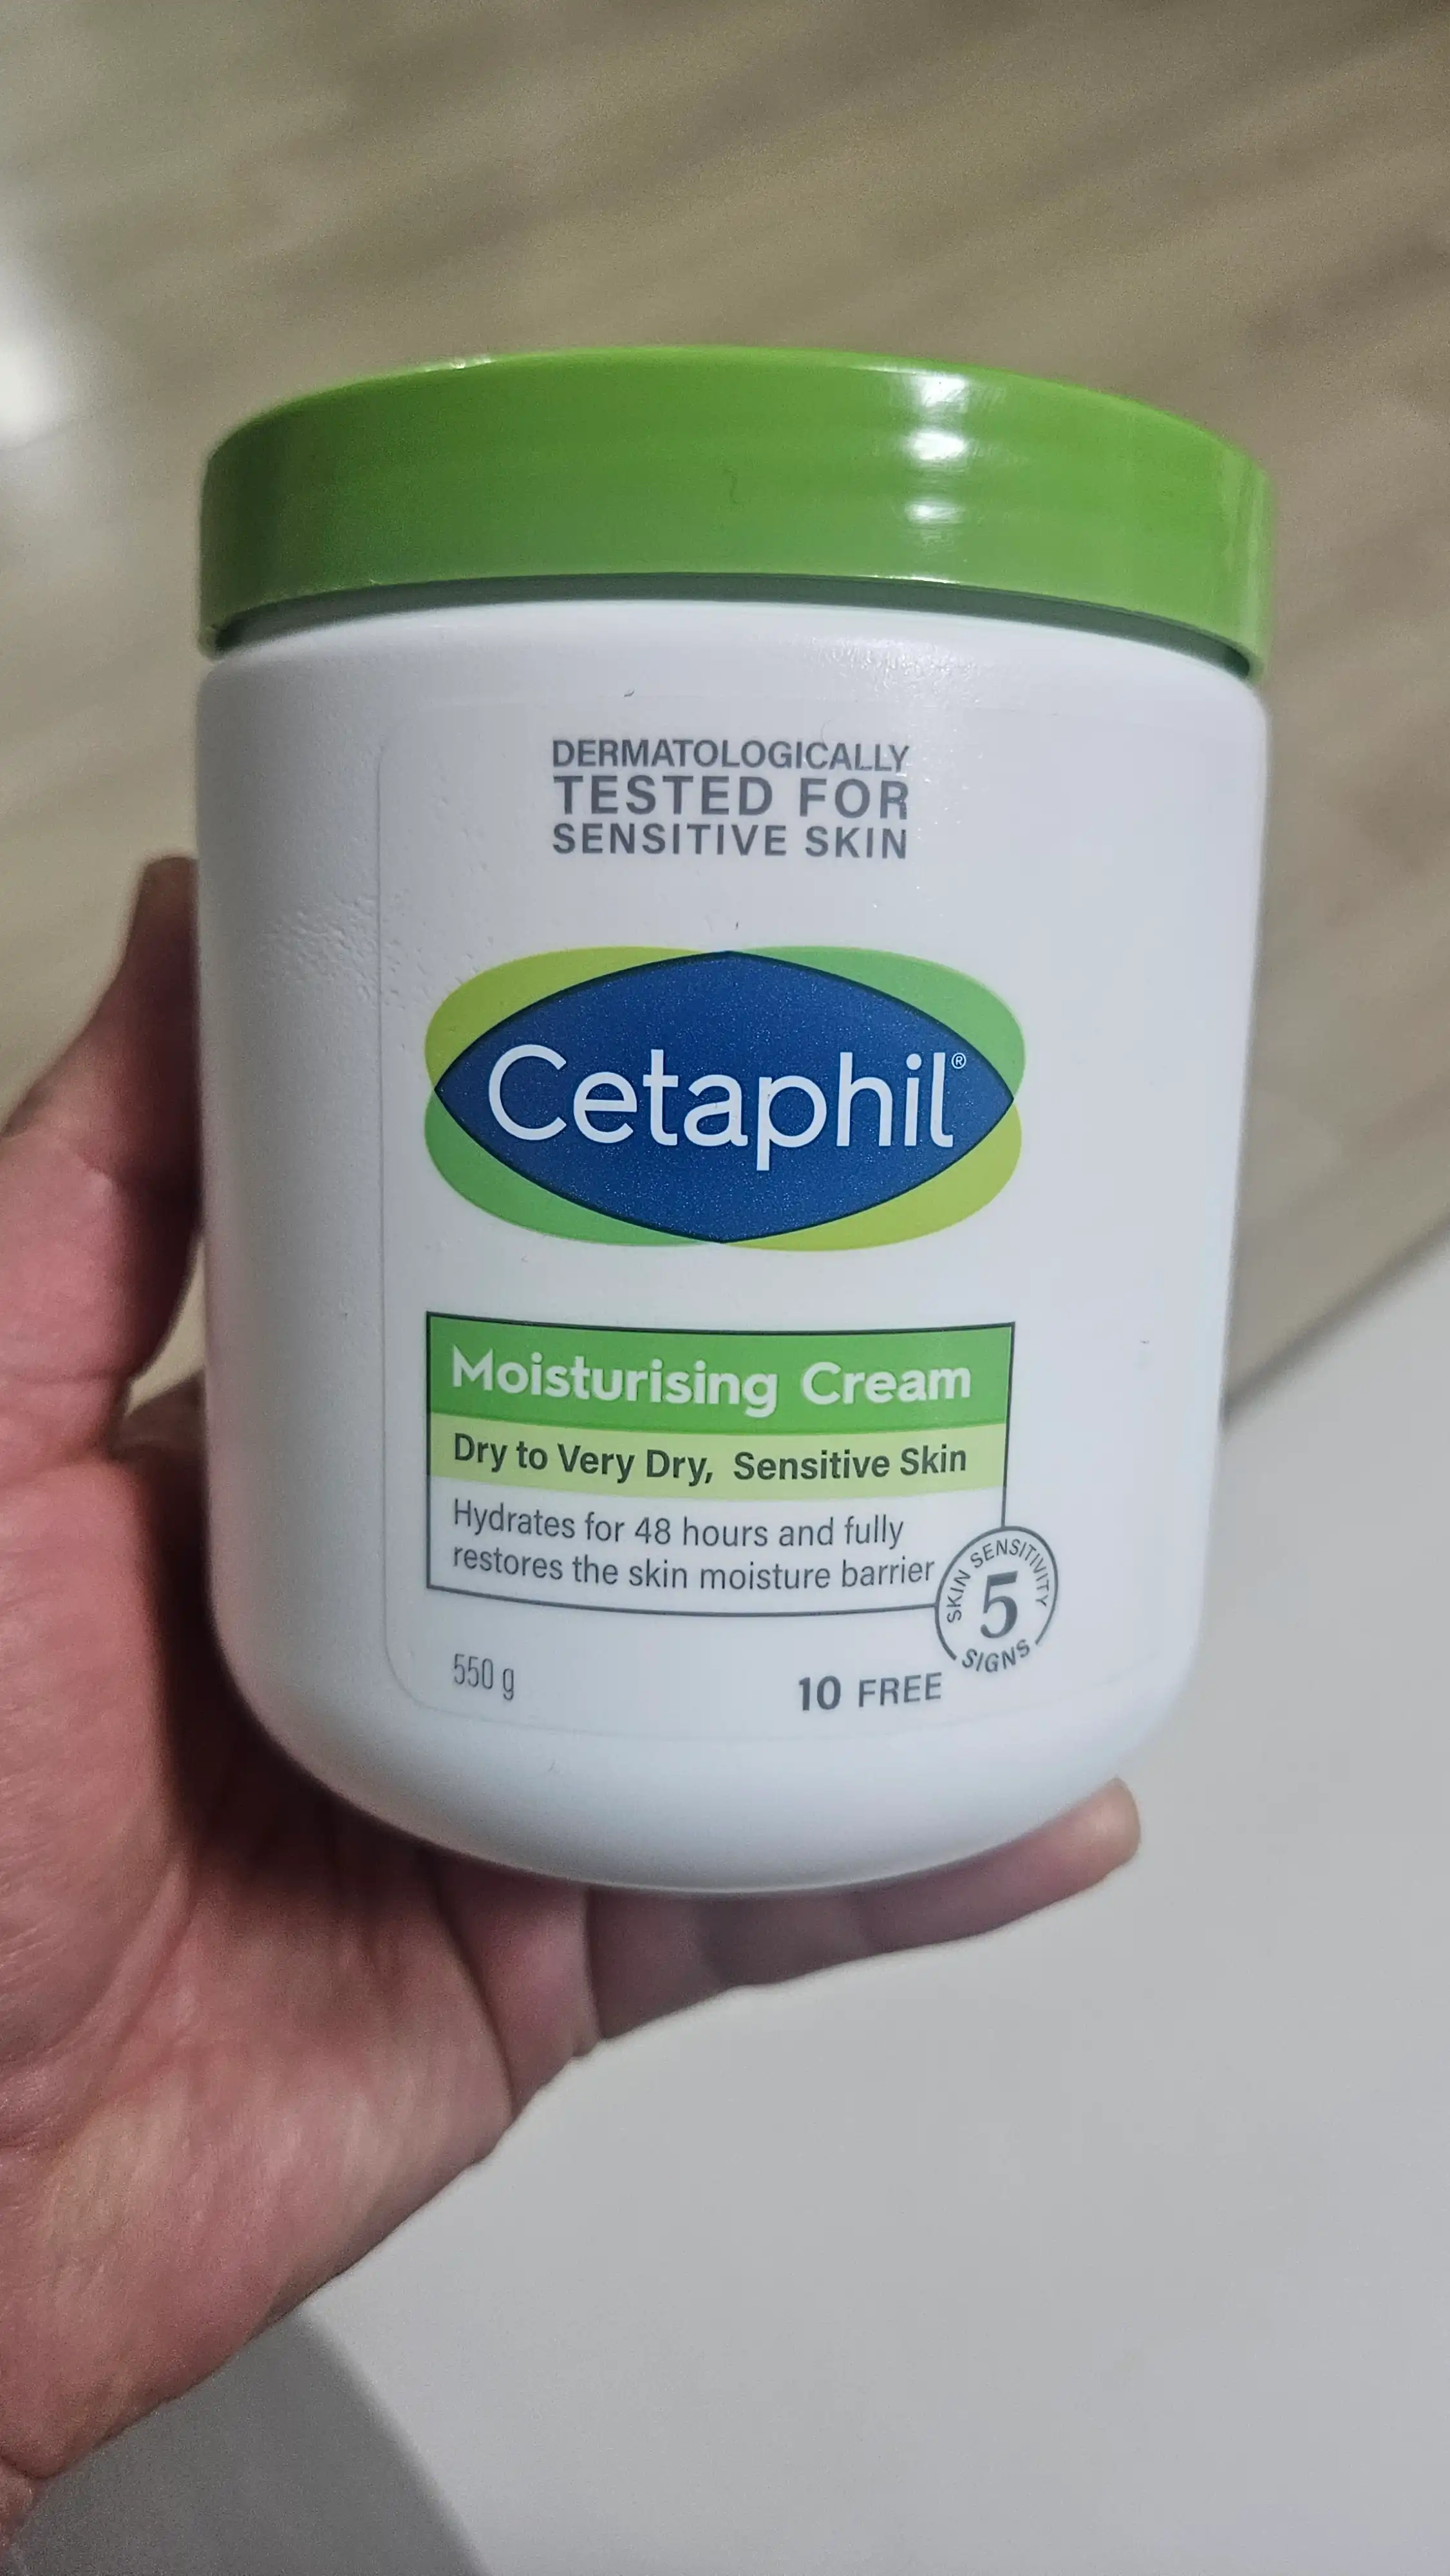 DERMATOLOGICALLY
TESTED FOR
SENSITIVE SKIN
Cetaphil®
Moisturising Cream
Dry to Very Dry, Sensitive Skin
Hydrates for 48 hours and fully
restores the skin moisture barrier
SKIN SENSITIVITY
5
SIGNS
550 g
10 FREE